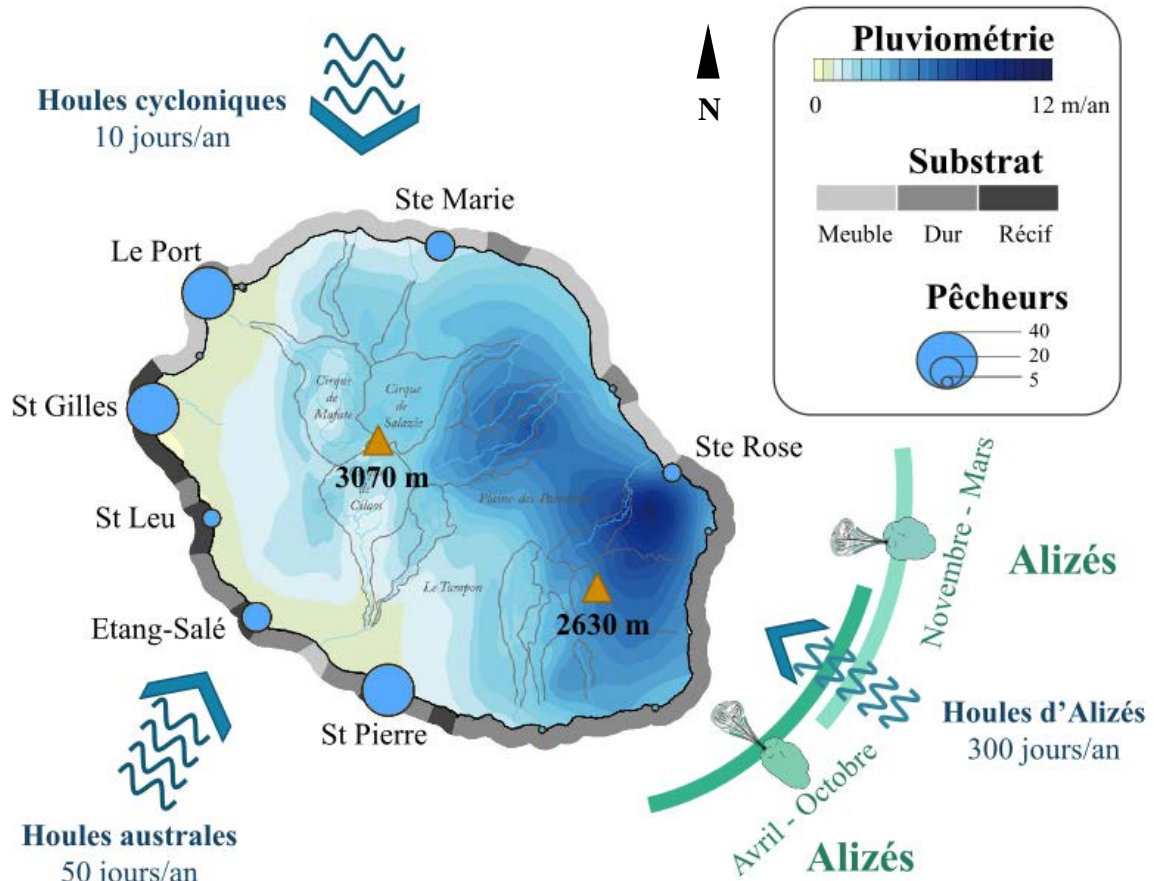 Houles cycloniques
10 jours/an
N
Pluviométrie
0
12 m/an
Substrat
Meuble
Dur
Récif
Pêcheurs
40
20
5
Ste Marie
Le Port
St Gilles
Cirque
de
Mafate
Cirque
de
Salazie
3070 m
Ste Rose
St Leu
Le Tampon
2630 m
Etang-Salé
St Pierre
Houles australes
50 jours/an
Novembre - Mars
Alizés
Houles d’Alizés
300 jours/an
Avril - Octobre
Alizés